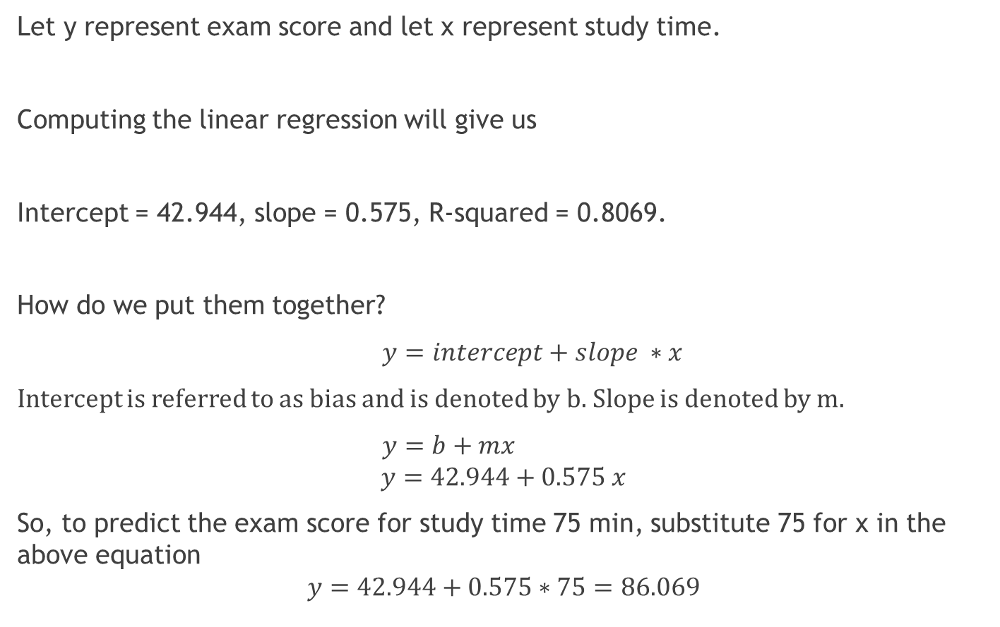 Let y represent exam score and let x represent study time.
Computing the linear regression will give us
Intercept = 42.944, slope = 0.575, R-squared = 0.8069.
How do we put them together?
y = intercept + slope * x
Intercept is referred to as bias and is denoted by b. Slope is denoted by m.
y = b + mx
y = 42.944 + 0.575 x
So, to predict the exam score for study time 75 min, substitute 75 for x in the
above equation
y = 42.944 + 0.575 * 75 = 86.069